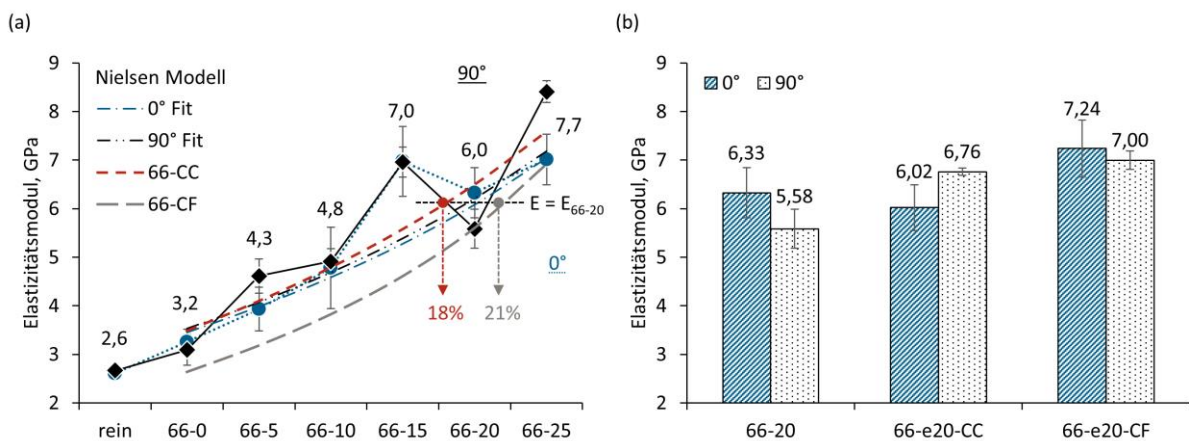 (a)
Elastizitätsmodul, GPa
9
8
7
6
5
4
3
2
Nielsen Modell
0° Fit
90° Fit
66-CC
66-CF
90°
2,6
3,2
4,3
4,8
7,0
6,0
7,7
E = E66-20
0°
18%
21%
rein 66-0 66-5 66-10 66-15 66-20 66-25
(b)
Elastizitätsmodul, GPa
9
8
7
6
5
4
3
2
0° 90°
6,33
5,58
6,02
6,76
7,24
7,00
66-20 66-e20-CC 66-e20-CF